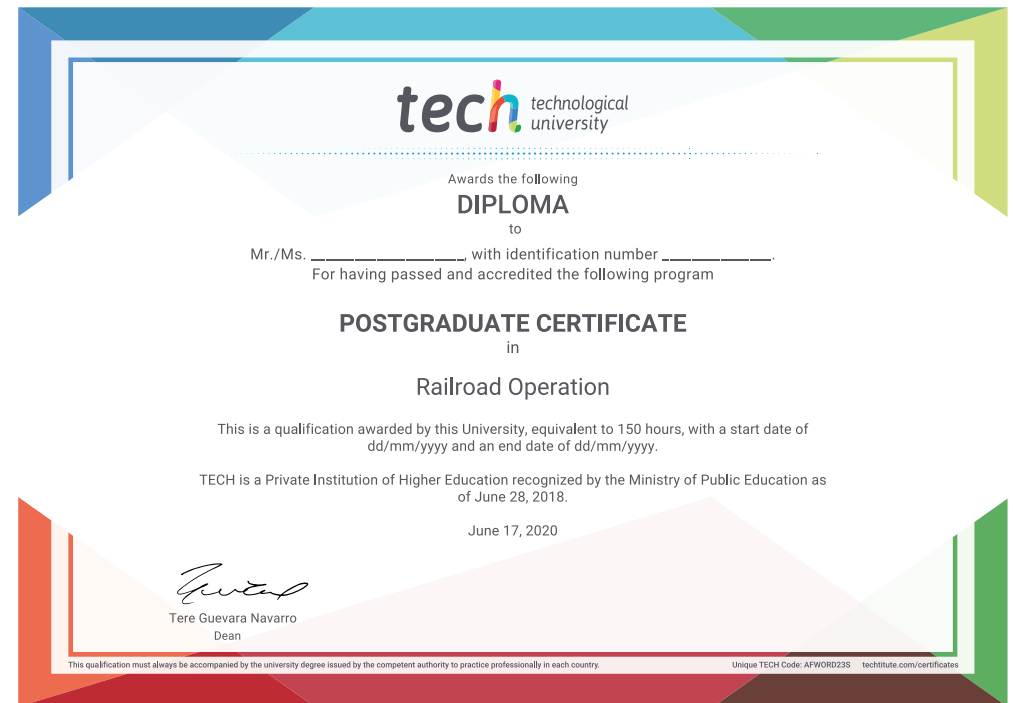 tech technological
university
Awards the following
DIPLOMA
to
Mr./Ms. ______________, with identification number __________.
For having passed and accredited the following program
POSTGRADUATE CERTIFICATE
in
Railroad Operation
This is a qualification awarded by this University, equivalent to 150 hours, with a start date of
dd/mm/yyyy and an end date of dd/mm/yyyy.
TECH is a Private Institution of Higher Education recognized by the Ministry of Public Education as
of June 28, 2018.
June 17, 2020
Tere Guevara Navarro
Dean
This qualification must always be accompanied by the university degree issued by the competent authority to practice professionally in each country.
Unique TECH Code: AFWORD23S techtitute.com/certificates